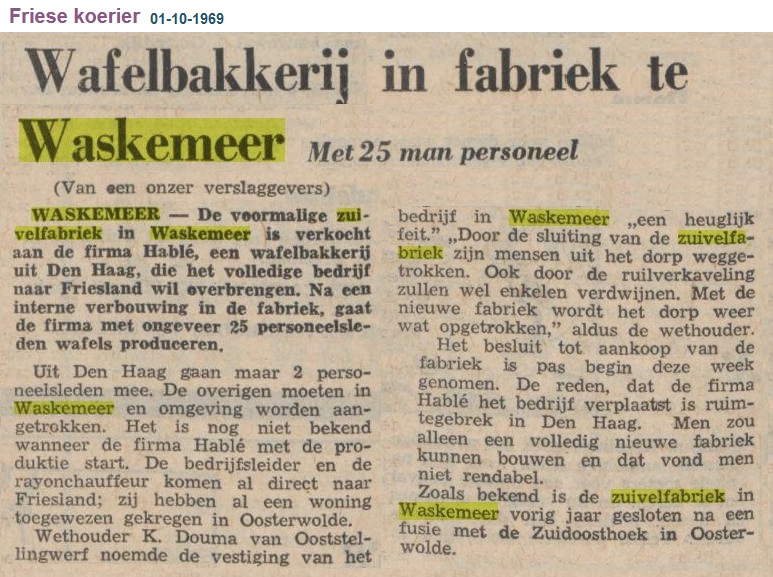 Friese koerier 01-10-1969
Wafelbakkerij in fabriek te
Waskemeer Met 25 man personeel
(Van een onzer verslaggevers)
WASKEMEER — De voormalige zui-
velfabriek in Waskemeer is verkocht
aan de firma Hablé, een wafelbakkerij
uit Den Haag, die het volledige bedrijf
naar Friesland wil overbrengen. Na een
interne verbouwing in de fabriek, gaat
de firma met ongeveer 25 personeelsle-
den wafels produceren.
Uit Den Haag gaan maar 2 perso-
neelsleden mee. De overigen moeten in
Waskemeer en omgeving worden aan-
getrokken. Het is nog niet bekend
wanneer de firma Hablé met de pro-
duktie start. De bedrijfsleider en de
rayonchauffeur komen al direct naar
Friesland; zij hebben al een woning
toegewezen gekregen in Oosterwolde.
Wethouder K. Douma van Ooststel-
lingwerf noemde de vestiging van het
bedrijf in Waskemeer „een heuglijk
feit.” „Door de sluiting van de zuivelfa-
briek zijn mensen uit het dorp wegge-
trokken. Ook door de ruilverkaveling
zullen wel enkelen verdwijnen. Met de
nieuwe fabriek wordt het dorp weer
wat opgetrokken,” aldus de wethouder.
Het besluit tot aankoop van de
fabriek is pas begin deze week
genomen. De reden, dat de firma
Hablé het bedrijf verplaatst is ruim-
tegebrek in Den Haag. Men zou
alleen een volledig nieuwe fabriek
kunnen bouwen en dat vond men
niet rendabel.
Zoals bekend is de zuivelfabriek in
Waskemeer vorig jaar gesloten na een
fusie met de Zuidoosthoek in Ooster-
wolde.